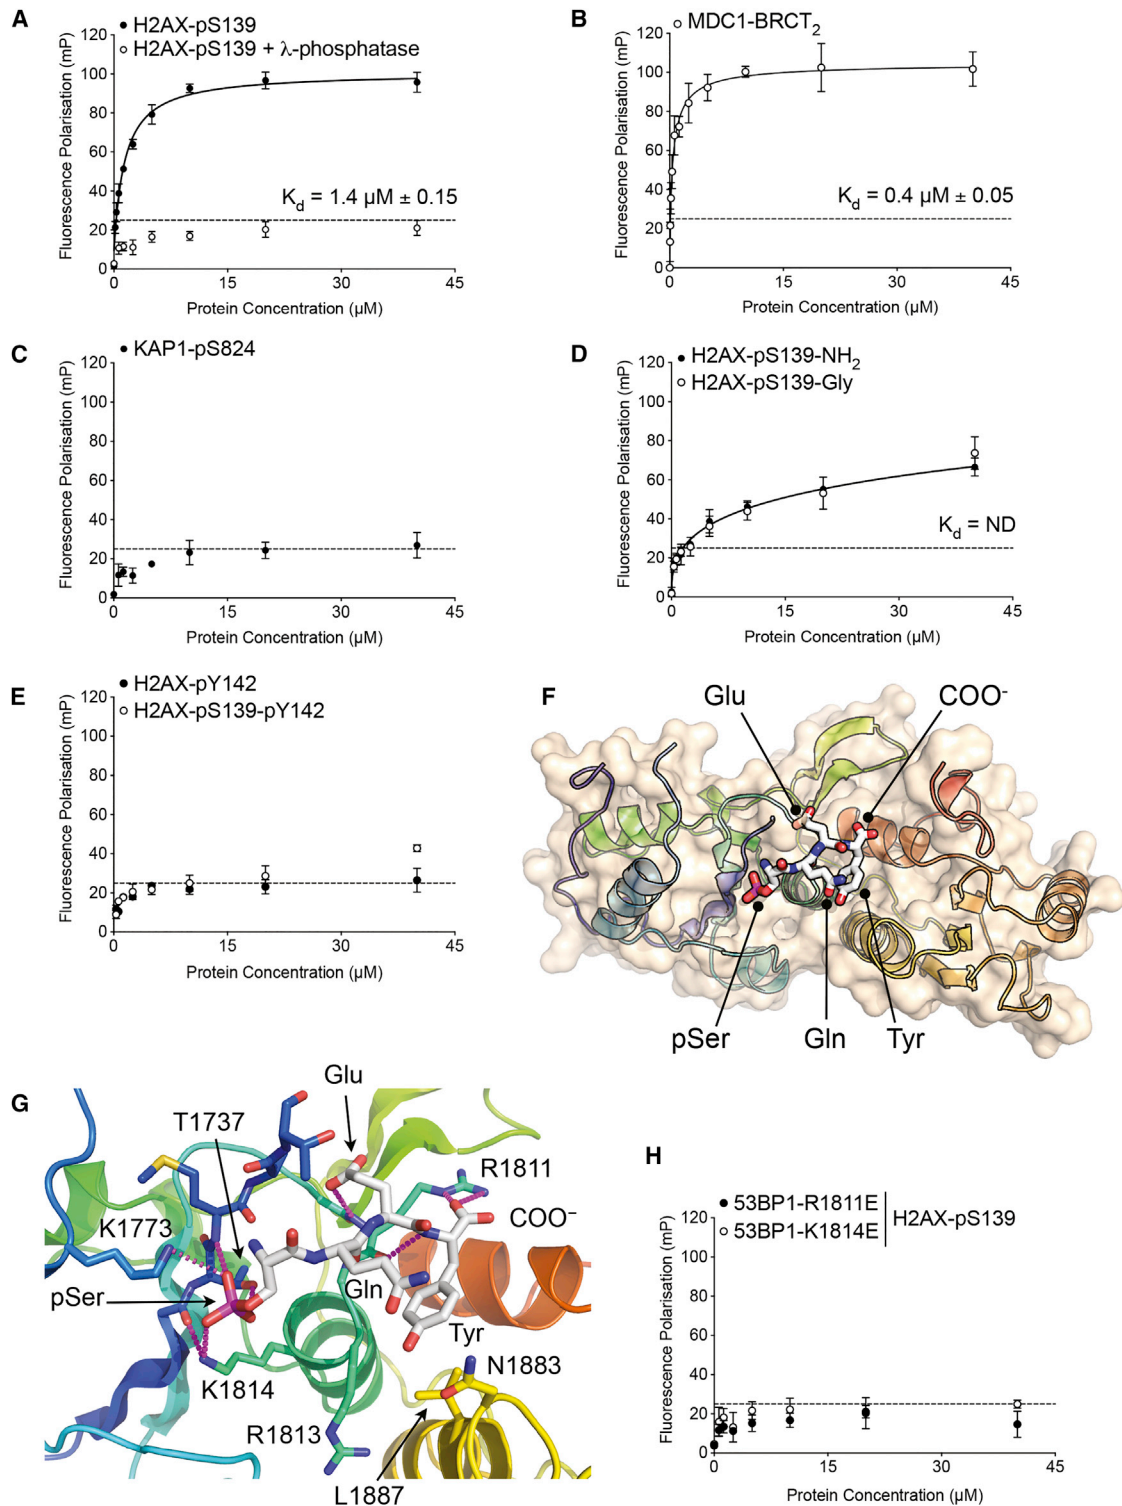 A
H2AX-pS139
H2AX-pS139 + λ-phosphatase
Fluorescence Polarisation (mP)
120
100
80
60
40
20
0
K_d = 1.4 µM ± 0.15
0 15 30 45
Protein Concentration (µM)
B
MDC1-BRCT₂
Fluorescence Polarisation (mP)
120
100
80
60
40
20
0
K_d = 0.4 µM ± 0.05
0 15 30 45
Protein Concentration (µM)
C
KAP1-pS824
Fluorescence Polarisation (mP)
120
100
80
60
40
20
0
0 15 30 45
Protein Concentration (µM)
D
H2AX-pS139-NH₂
H2AX-pS139-Gly
Fluorescence Polarisation (mP)
120
100
80
60
40
20
0
K_d = ND
0 15 30 45
Protein Concentration (µM)
E
H2AX-pY142
H2AX-pS139-pY142
Fluorescence Polarisation (mP)
120
100
80
60
40
20
0
0 15 30 45
Protein Concentration (µM)
F
Glu
COO⁻
pSer
Gln
Tyr
G
Glu
T1737
R1811
K1773
COO⁻
pSer
Gln
Tyr
K1814
N1883
R1813
L1887
H
53BP1-R1811E
53BP1-K1814E
H2AX-pS139
Fluorescence Polarisation (mP)
120
100
80
60
40
20
0
0 15 30 45
Protein Concentration (µM)